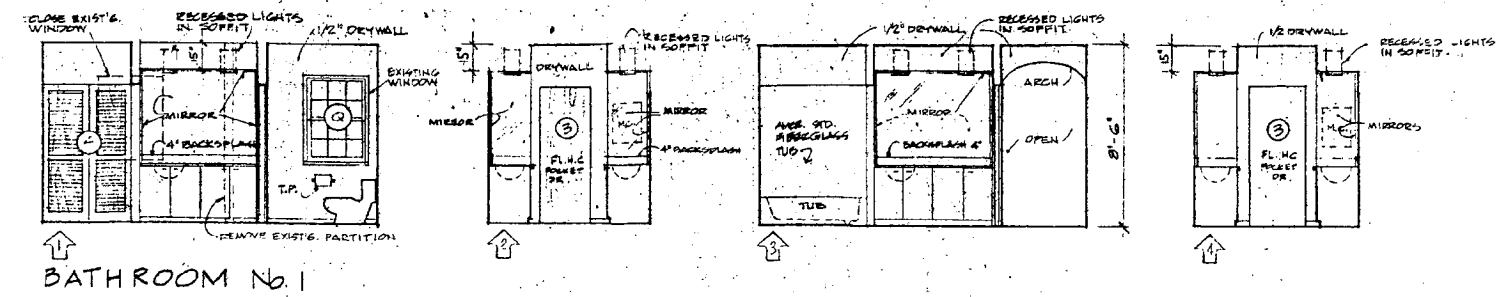 CLOSE EXIST'G.
WINDOW
RECESSED LIGHTS
IN SOFFIT
15"
1/2" DRYWALL
EXISTING
WINDOW
MIRROR
Q
4" BACKSPLASH
T.P.
REMOVE EXIST'G. PARTITION
1
BATHROOM No. 1
RECESSED LIGHTS
IN SOFFIT
15"
DRYWALL
MIRROR
3
MIRROR
4" BACKSPLASH
FL. H.C.
POCKET
DR.
2
1/2" DRYWALL
RECESSED LIGHTS
IN SOFFIT
ARCH
MIRROR
STD.
FIBERGLASS
TUB
BACKSPLASH 4"
OPEN
8'-6"
TUB
3
1/2 DRYWALL
RECESSED LIGHTS
IN SOFFIT.
15"
3
MIRRORS
FL. H.C
POCKET
DR.
4